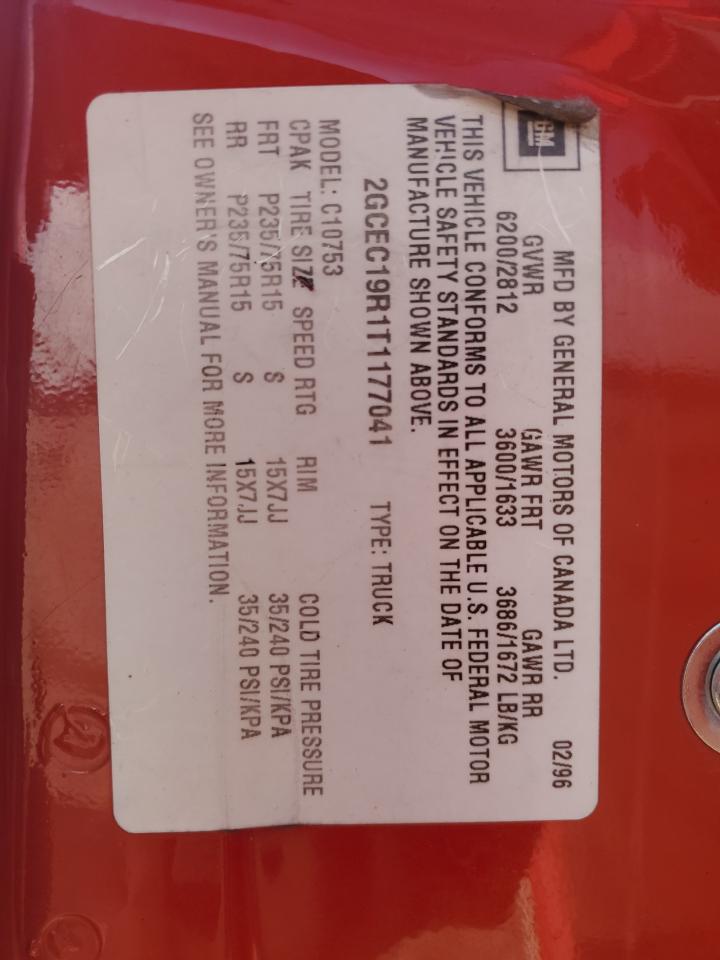 GM
MFD BY GENERAL MOTORS OF CANADA LTD. 02/96
GVWR GAWR FRT GAWR RR
6200/2812 3600/1633 3686/1672 LB/KG
THIS VEHICLE CONFORMS TO ALL APPLICABLE U.S. FEDERAL MOTOR
VEHICLE SAFETY STANDARDS IN EFFECT ON THE DATE OF
MANUFACTURE SHOWN ABOVE.
2GCEC19R1T1177041 TYPE: TRUCK
MODEL: C10753
CPAK TIRE SIZE SPEED RTG RIM COLD TIRE PRESSURE
FRT P235/75R15 S 15X7JJ 35/240 PSI/KPA
RR P235/75R15 S 15X7JJ 35/240 PSI/KPA
SEE OWNER'S MANUAL FOR MORE INFORMATION.